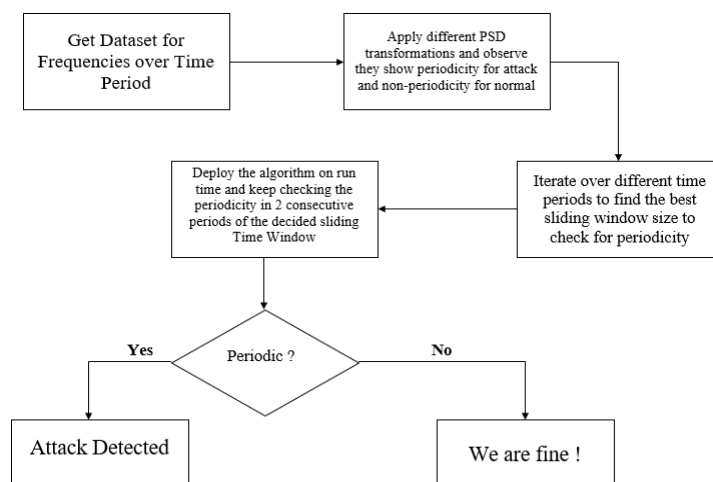 Get Dataset for
Frequencies over Time
Period
Apply different PSD
transformations and observe
they show periodicity for attack
and non-periodicity for normal
Iterate over different time
periods to find the best
sliding window size to
check for periodicity
Deploy the algorithm on run
time and keep checking the
periodicity in 2 consecutive
periods of the decided sliding
Time Window
Periodic ?
Yes
No
Attack Detected
We are fine !